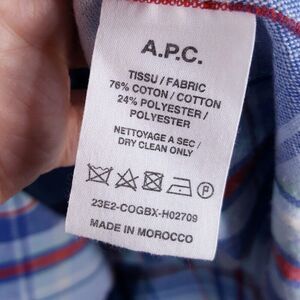 A.P.C.
TISSU / FABRIC
76% COTON / COTTON
24% POLYESTER /
POLYESTER
NETTOYAGE A SEC /
DRY CLEAN ONLY
P
23E2-COGBX-H02709
MADE IN MOROCCO